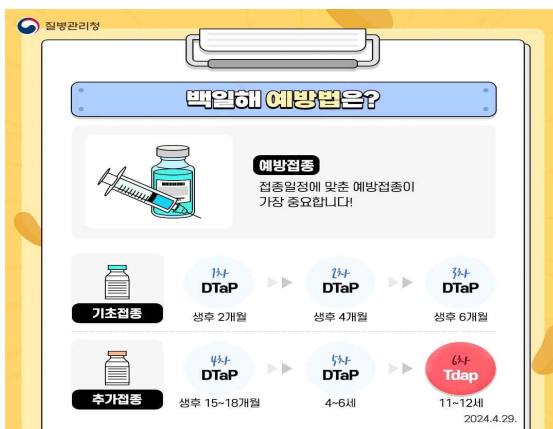 질병관리청
백일해 예방법은?
예방접종
접종일정에 맞춘 예방접종이
가장 중요합니다!
1차 2차 3차
DTaP DTaP DTaP
기초접종 생후 2개월 생후 4개월 생후 6개월
4차 5차 6차
DTaP DTaP Tdap
추가접종 생후 15~18개월 4~6세 11~12세
2024.4.29.